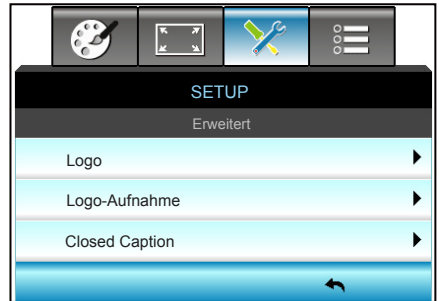 SETUP
Erweitert
Logo
Logo-Aufnahme
Closed Caption